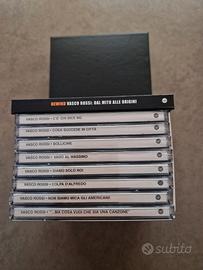 REWIND VASCO ROSSI: DAL MITO ALLE ORIGINI
VASCO ROSSI • C'È CHI DICE NO
VASCO ROSSI • COSA SUCCEDE IN CITTÀ
VASCO ROSSI • BOLLICINE
VASCO ROSSI • VADO AL MASSIMO
VASCO ROSSI • SIAMO SOLO NOI
VASCO ROSSI • COLPA D'ALFREDO
VASCO ROSSI • NON SIAMO MICA GLI AMERICANI
VASCO ROSSI • "...MA COSA VUOI CHE SIA UNA CANZONE"
subito